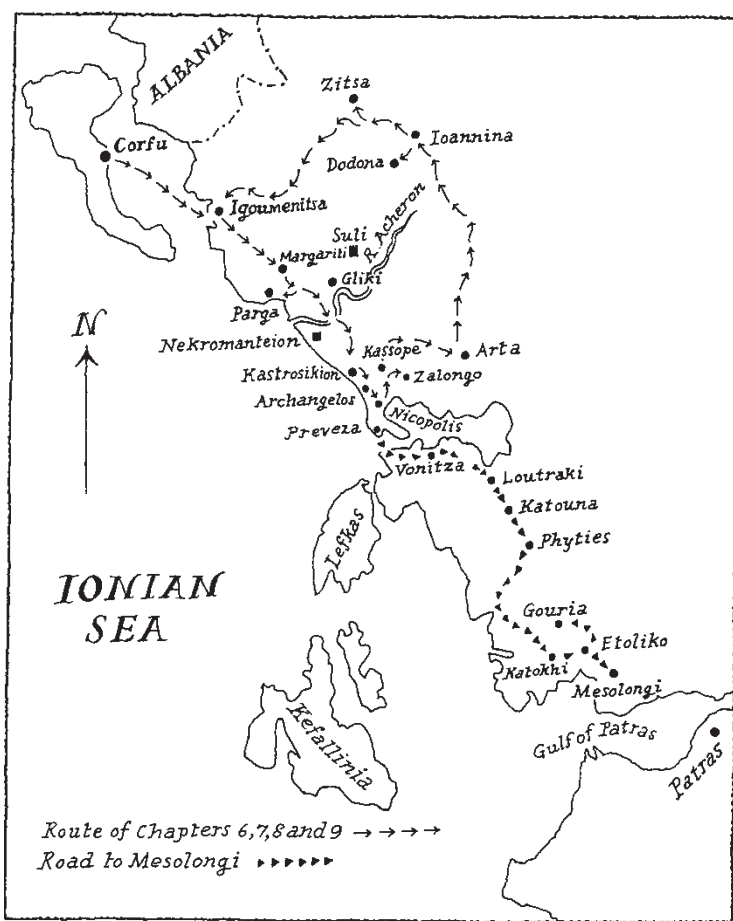 ALBANIA
Zitsa
Corfu
Ioannina
Dodona
Igoumenitsa
R. Acheron
Suli
Margariti
Gliki
Parga
N
Nekromanteion
Kassope
Arta
Kastrosikion
Zalongo
Archangelos
Nicopolis
Preveza
Vonitza
Loutraki
Katouna
Lefkas
Phyties
IONIAN
SEA
Gouria
Etoliko
Katokhi
Mesolongi
Kefallinia
Gulf of Patras
Patras
Route of Chapters 6,7,8 and 9
Road to Mesolongi